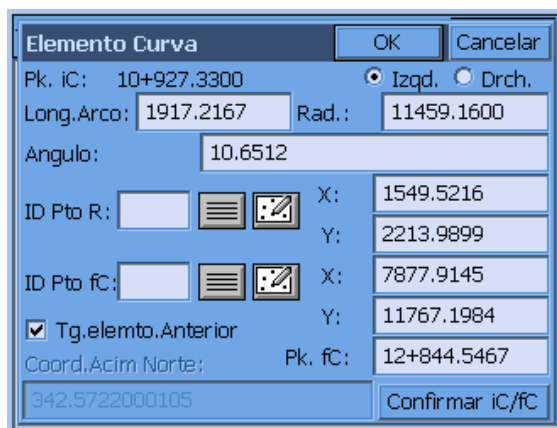 Elemento Curva OK Cancelar
Pk. iC: 10+927.3300 Izqd. Drch.
Long.Arco: 1917.2167 Rad.: 11459.1600
Angulo: 10.6512
ID Pto R: X: 1549.5216
Y: 2213.9899
ID Pto fC: X: 7877.9145
Y: 11767.1984
Tg.elemto.Anterior
Coord.Acim Norte: Pk. fC: 12+844.5467
342.5722000105 Confirmar iC/fC